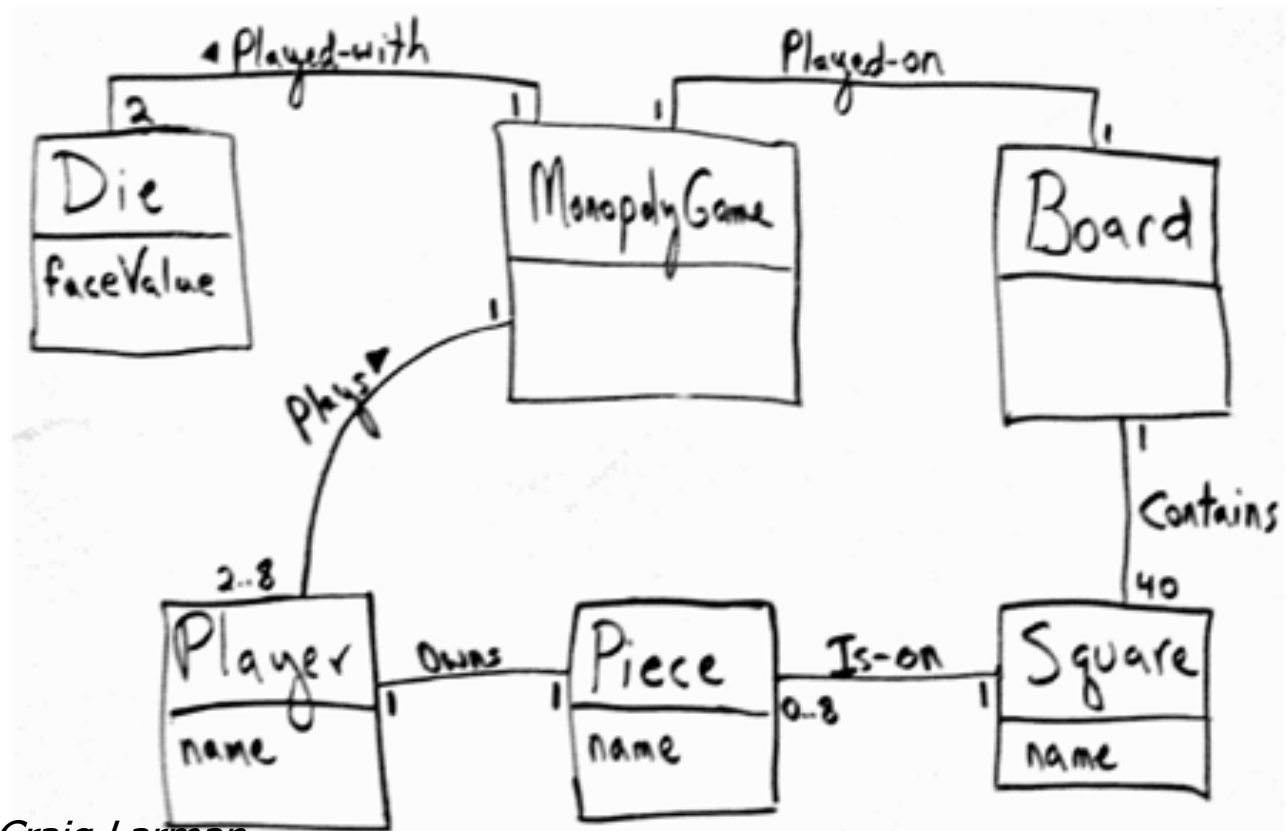 ◄ Played-with
Played-on
2
1
1
1
Die
MonopolyGame
Board
faceValue
1
Plays ►
1
Contains
2..8
40
Player
Owns
Piece
Is-on
Square
1
1
0..8
1
name
name
name
Craig Larman